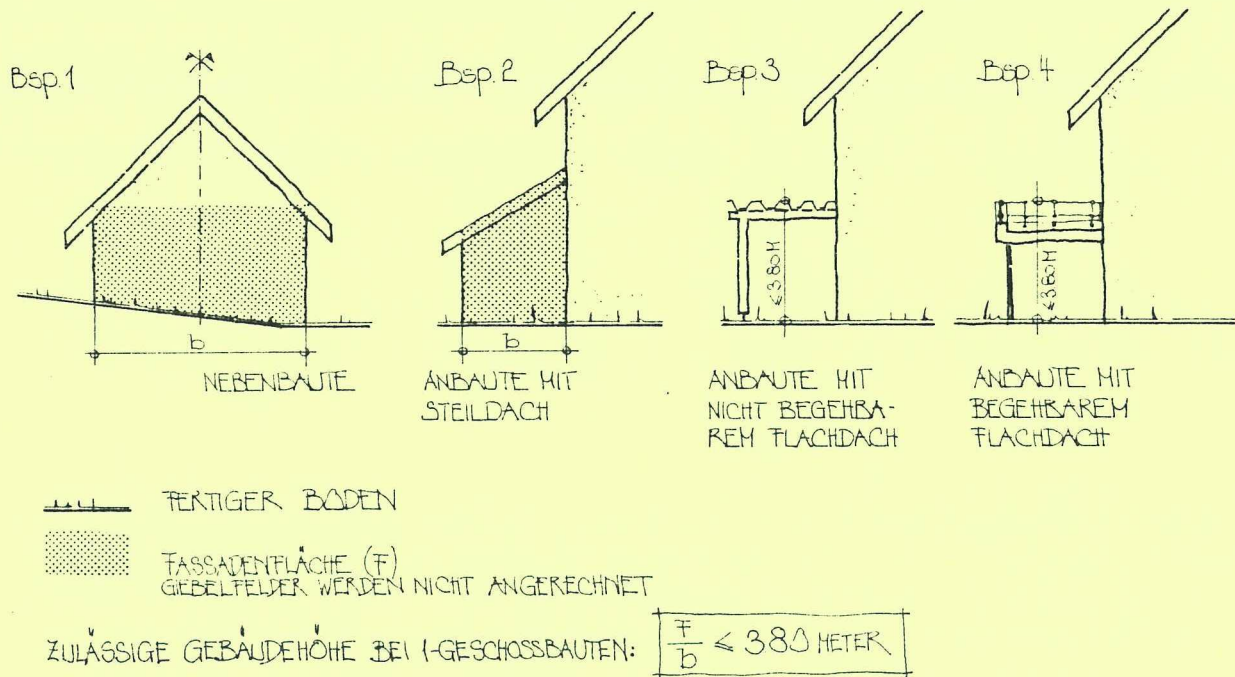 Bsp. 1
Bsp. 2
Bsp. 3
Bsp. 4
≤ 3.80 M
≤ 3.80 M
b
b
NEBENBAUTE
ANBAUTE MIT
STEILDACH
ANBAUTE MIT
NICHT BEGEHBA-
REM FLACHDACH
ANBAUTE MIT
BEGEHBAREM
FLACHDACH
FERTIGER BODEN
FASSADENFLÄCHE (F)
GIEBELFELDER WERDEN NICHT ANGERECHNET
ZULÄSSIGE GEBÄUDEHÖHE BEI 1-GESCHOSSBAUTEN:
F
b
≤ 3.80 METER